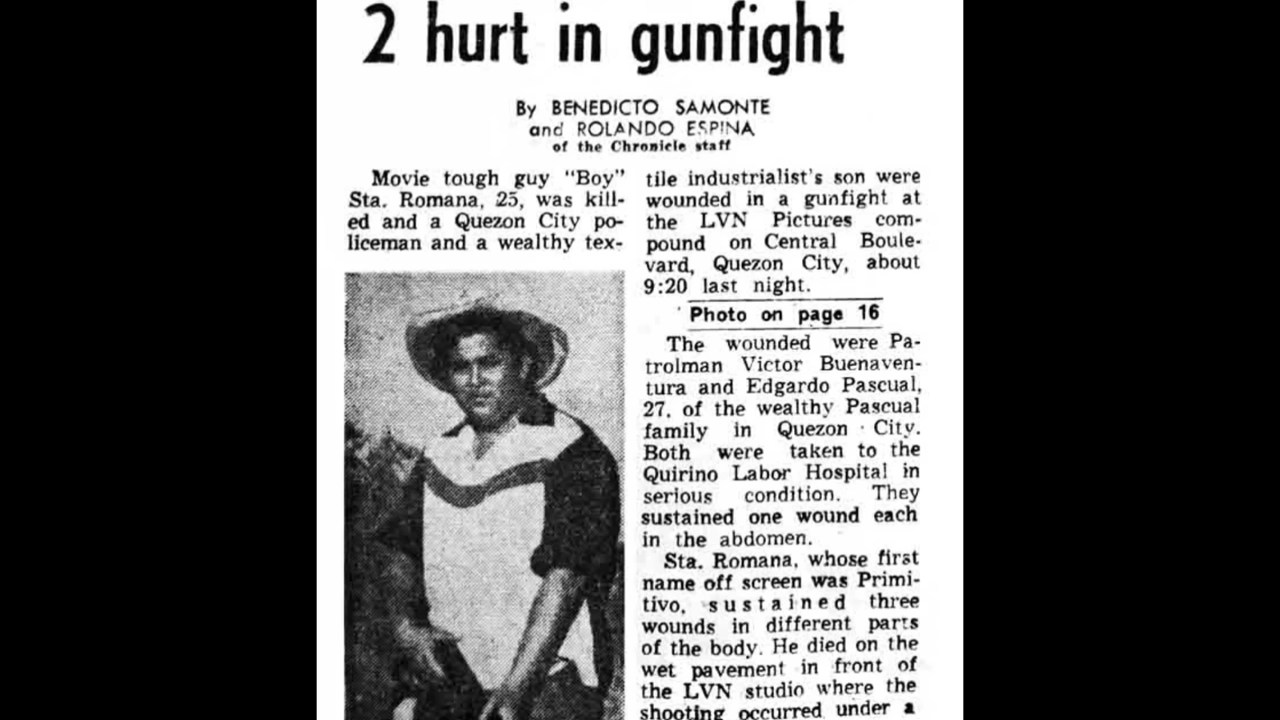 2 hurt in gunfight
By BENEDICTO SAMONTE
and ROLANDO ESPINA
of the Chronicle staff
Movie tough guy "Boy"
Sta. Romana, 25, was kill-
ed and a Quezon City po-
liceman and a wealthy tex-
tile industrialist's son were
wounded in a gunfight at
the LVN Pictures com-
pound on Central Boule-
vard, Quezon City, about
9:20 last night.
Photo on page 16
The wounded were Pa-
trolman Victor Buenaven-
tura and Edgardo Pascual,
27, of the wealthy Pascual
family in Quezon City.
Both were taken to the
Quirino Labor Hospital in
serious condition. They
sustained one wound each
in the abdomen.
Sta. Romana, whose first
name off screen was Primi-
tivo, sustained three
wounds in different parts
of the body. He died on the
wet pavement in front of
the LVN studio where the
shooting occurred under a